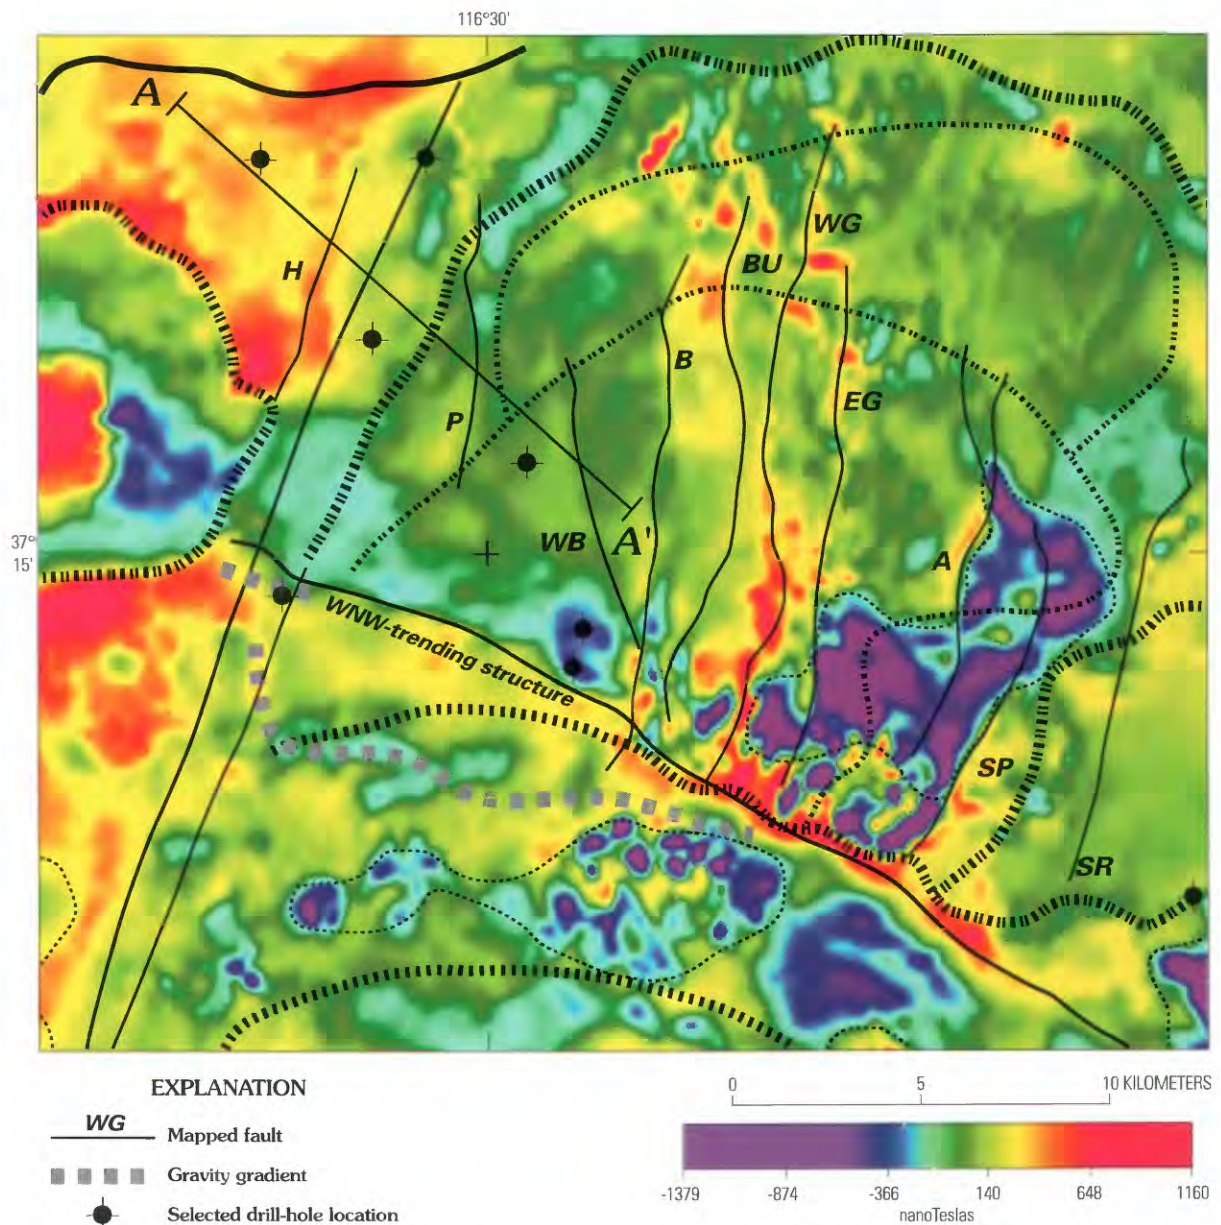 116°30'
A
H
WG
BU
B
P
EG
37°
15'
WB
A'
A
WNW-trending structure
SP
SR
EXPLANATION
WG
Mapped fault
Gravity gradient
Selected drill-hole location
0 5 10 KILOMETERS
-1379 -874 -366 140 648 1160
nanoTeslas